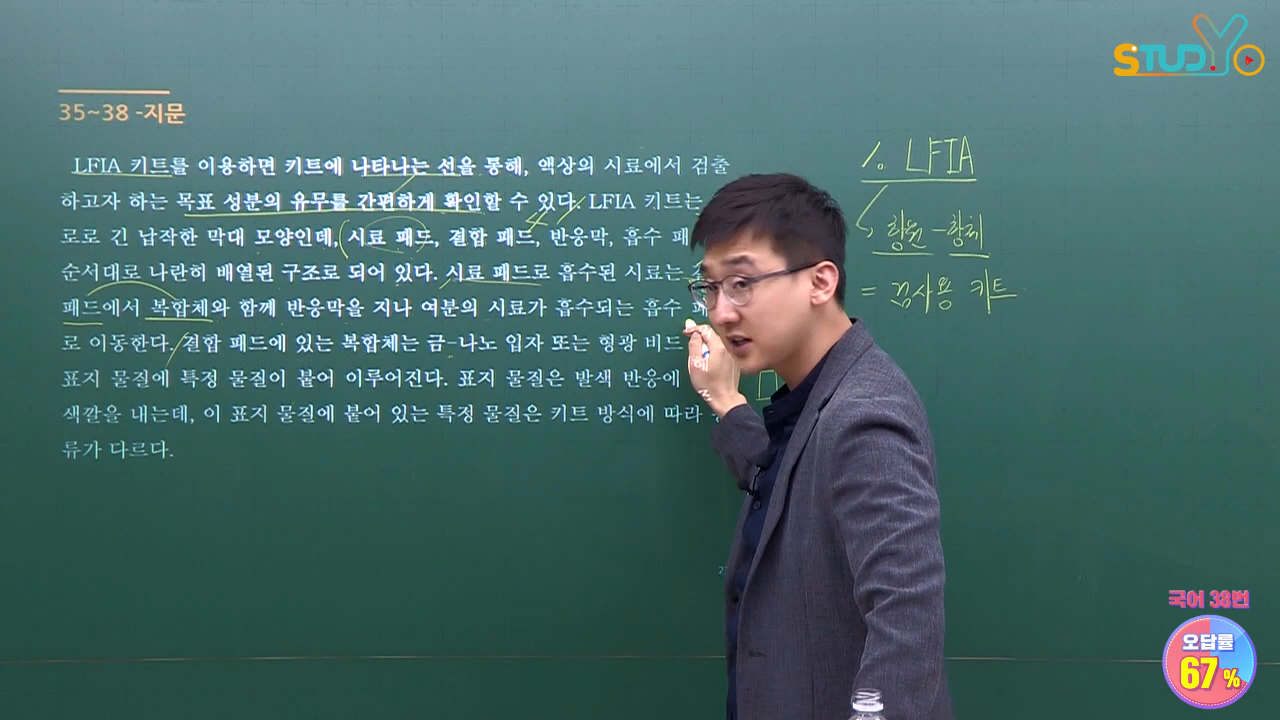 STUDYO
35~38 -지문
LFIA 키트를 이용하면 키트에 나타나는 선을 통해, 액상의 시료에서 검출
하고자 하는 목표 성분의 유무를 간편하게 확인할 수 있다. LFIA 키트는
로로 긴 납작한 막대 모양인데, 시료 패드, 결합 패드, 반응막, 흡수 패
순서대로 나란히 배열된 구조로 되어 있다. 시료 패드로 흡수된 시료는
패드에서 복합체와 함께 반응막을 지나 여분의 시료가 흡수되는 흡수
로 이동한다. 결합 패드에 있는 복합체는 금-나노 입자 또는 형광 비드
표지 물질에 특정 물질이 붙어 이루어진다. 표지 물질은 발색 반응에
색깔을 내는데, 이 표지 물질에 붙어 있는 특정 물질은 키트 방식에 따라
류가 다르다.
1. LFIA
항원 - 항체
= 검사용 키트
국어 38번
오답률
67%